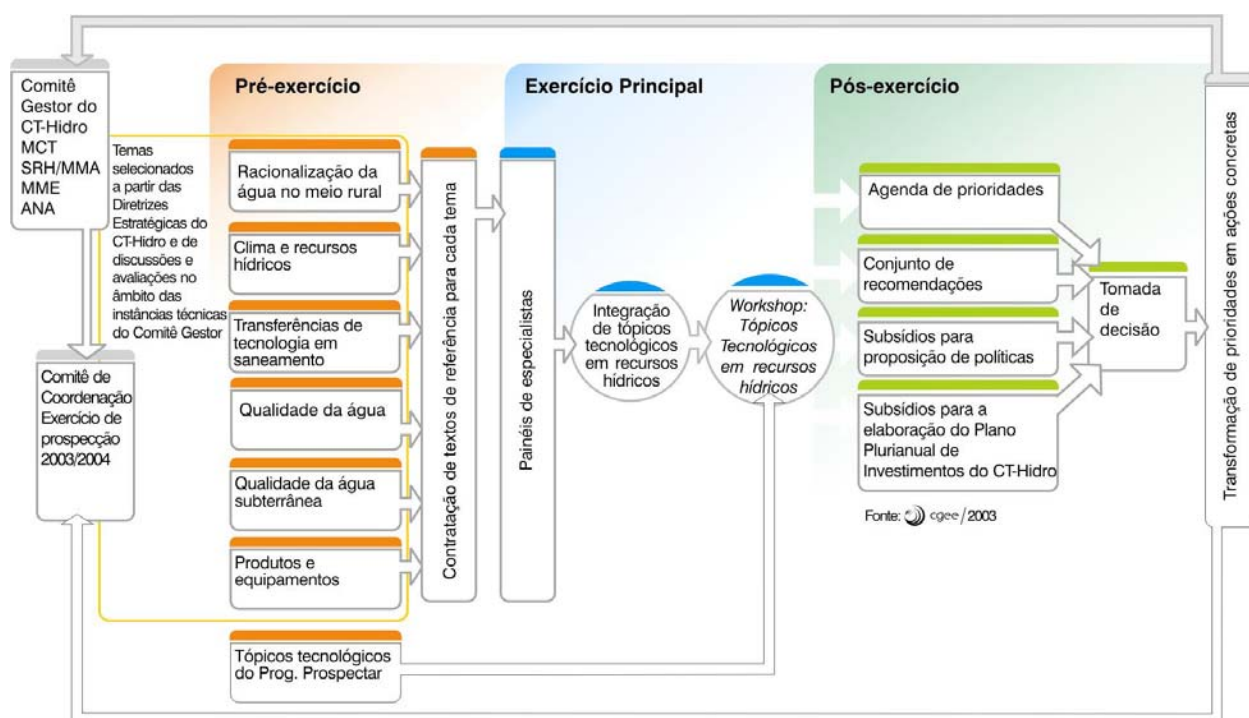 Comitê
Gestor do
CT-Hidro
MCT
SRH/MMA
MME
ANA
Temas
selecionados
a partir das
Diretrizes
Estratégicas do
CT-Hidro e de
discussões e
avaliações no
âmbito das
instâncias técnicas
do Comitê Gestor
Comitê de
Coordenação
Exercício de
prospecção
2003/2004
Pré-exercício
Racionalização da
água no meio rural
Clima e recursos
hídricos
Transferências de
tecnologia em
saneamento
Qualidade da água
Qualidade da água
subterrânea
Produtos e
equipamentos
Tópicos tecnológicos
do Prog. Prospectar
Contratação de textos de referência para cada tema
Exercício Principal
Painéis de especialistas
Integração
de tópicos
tecnológicos
em recursos
hídricos
Workshop:
Tópicos
Tecnológicos
em recursos
hídricos
Pós-exercício
Agenda de prioridades
Conjunto de
recomendações
Subsídios para
proposição de políticas
Subsídios para a
elaboração do Plano
Plurianual de
Investimentos do CT-Hidro
Fonte: cgee/2003
Tomada
de
decisão
Transformação de prioridades em ações concretas